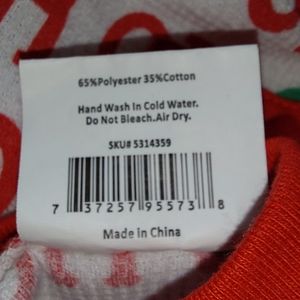 65%Polyester 35%Cotton
Hand Wash In Cold Water.
Do Not Bleach.Air Dry.
SKU# 5314359
7 37257 95573 8
Made in China